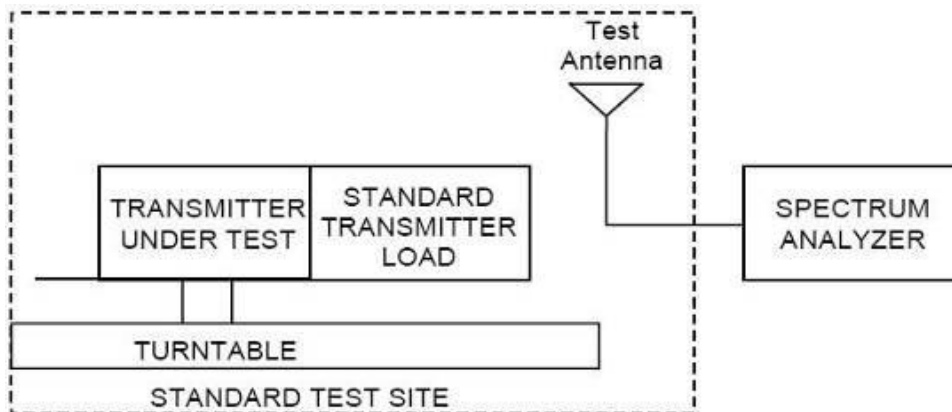 Test
Antenna
TRANSMITTER
UNDER TEST
STANDARD
TRANSMITTER
LOAD
SPECTRUM
ANALYZER
TURNTABLE
STANDARD TEST SITE